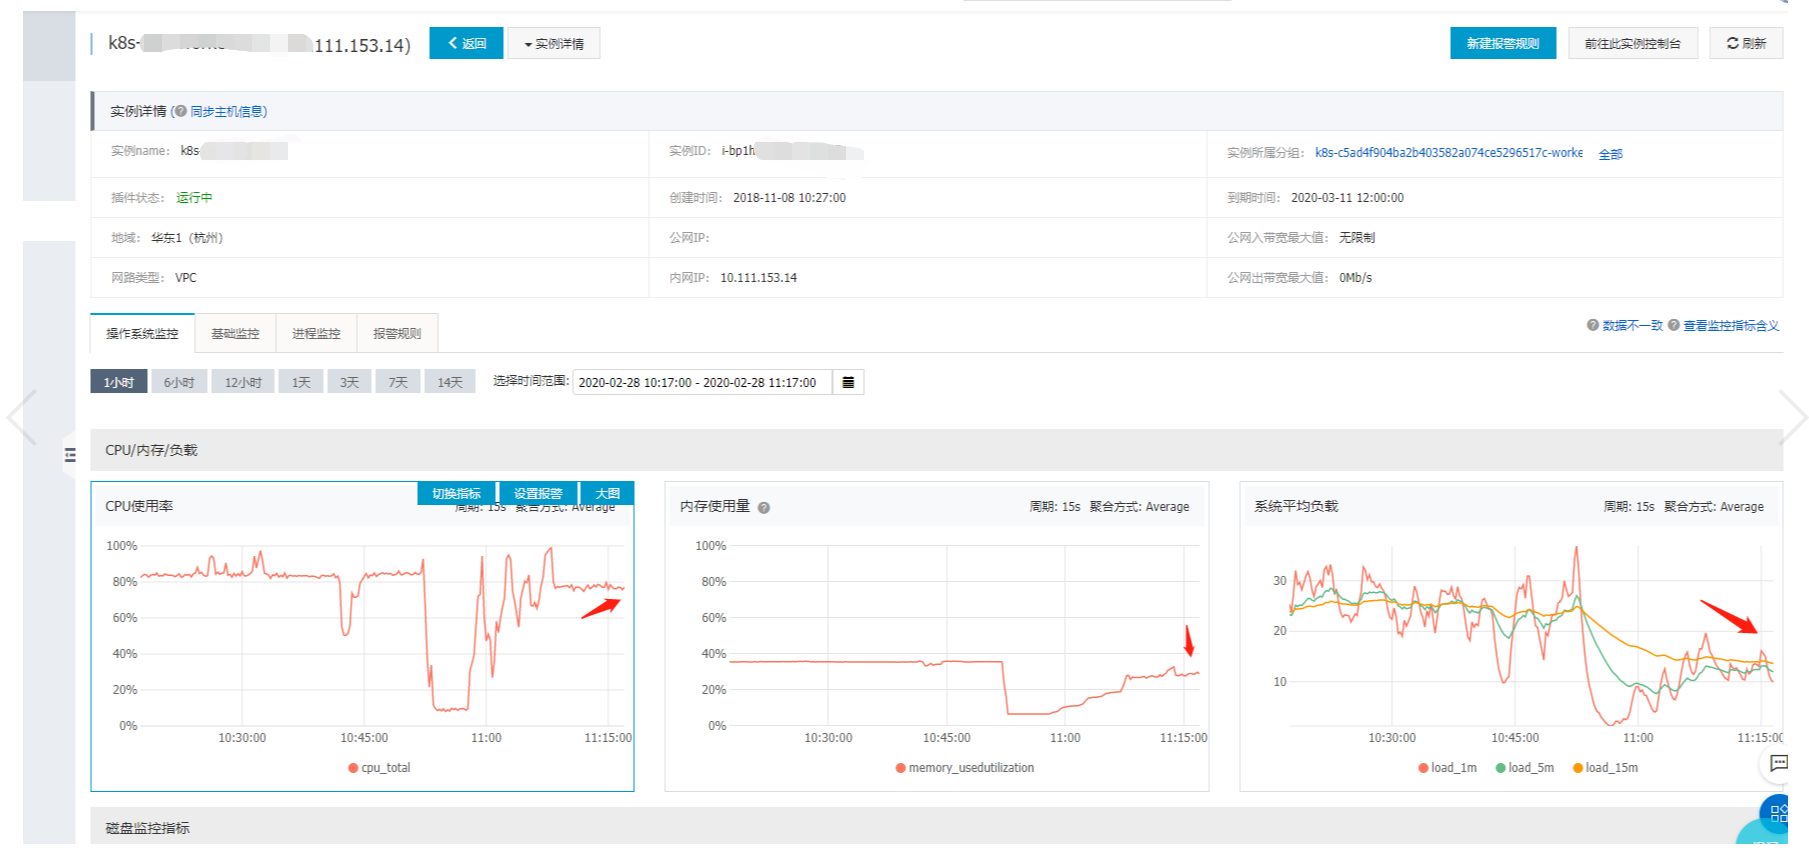 k8s- 111.153.14)
返回
实例详情
新建报警规则
前往此实例控制台
刷新
实例详情 (? 同步主机信息)
实例name: k8s-
实例ID: i-bp1h
实例所属分组: k8s-c5ad4f904ba2b403582a074ce5296517c-worke 全部
插件状态: 运行中
创建时间: 2018-11-08 10:27:00
到期时间: 2020-03-11 12:00:00
地域: 华东1 (杭州)
公网IP:
公网入带宽最大值: 无限制
网路类型: VPC
内网IP: 10.111.153.14
公网出带宽最大值: 0Mb/s
操作系统监控
基础监控
进程监控
报警规则
? 数据不一致 ? 查看监控指标含义
1小时
6小时
12小时
1天
3天
7天
14天
选择时间范围: 2020-02-28 10:17:00 - 2020-02-28 11:17:00
CPU/内存/负载
CPU使用率
切换指标
设置报警
大图
周期: 15s 聚合方式: Average
100%
80%
60%
40%
20%
0%
10:30:00
10:45:00
11:00
11:15:00
cpu_total
内存使用量 ?
周期: 15s 聚合方式: Average
100%
80%
60%
40%
20%
0%
10:30:00
10:45:00
11:00
11:15:00
memory_usedutilization
系统平均负载
周期: 15s 聚合方式: Average
30
20
10
10:30:00
10:45:00
11:00
11:15:00
load_1m
load_5m
load_15m
磁盘监控指标